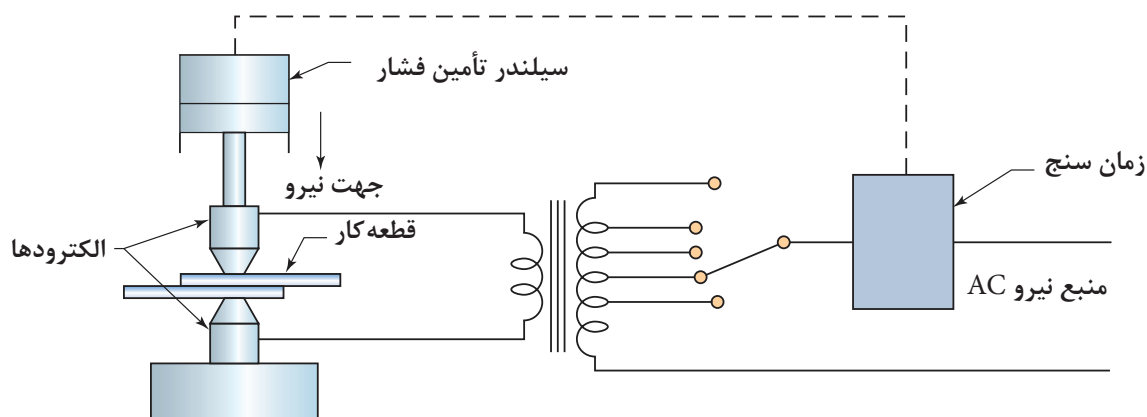 سیلندر تأمین فشار
زمان سنج
جهت نیرو
قطعه‌کار
الکترودها
منبع نیرو AC